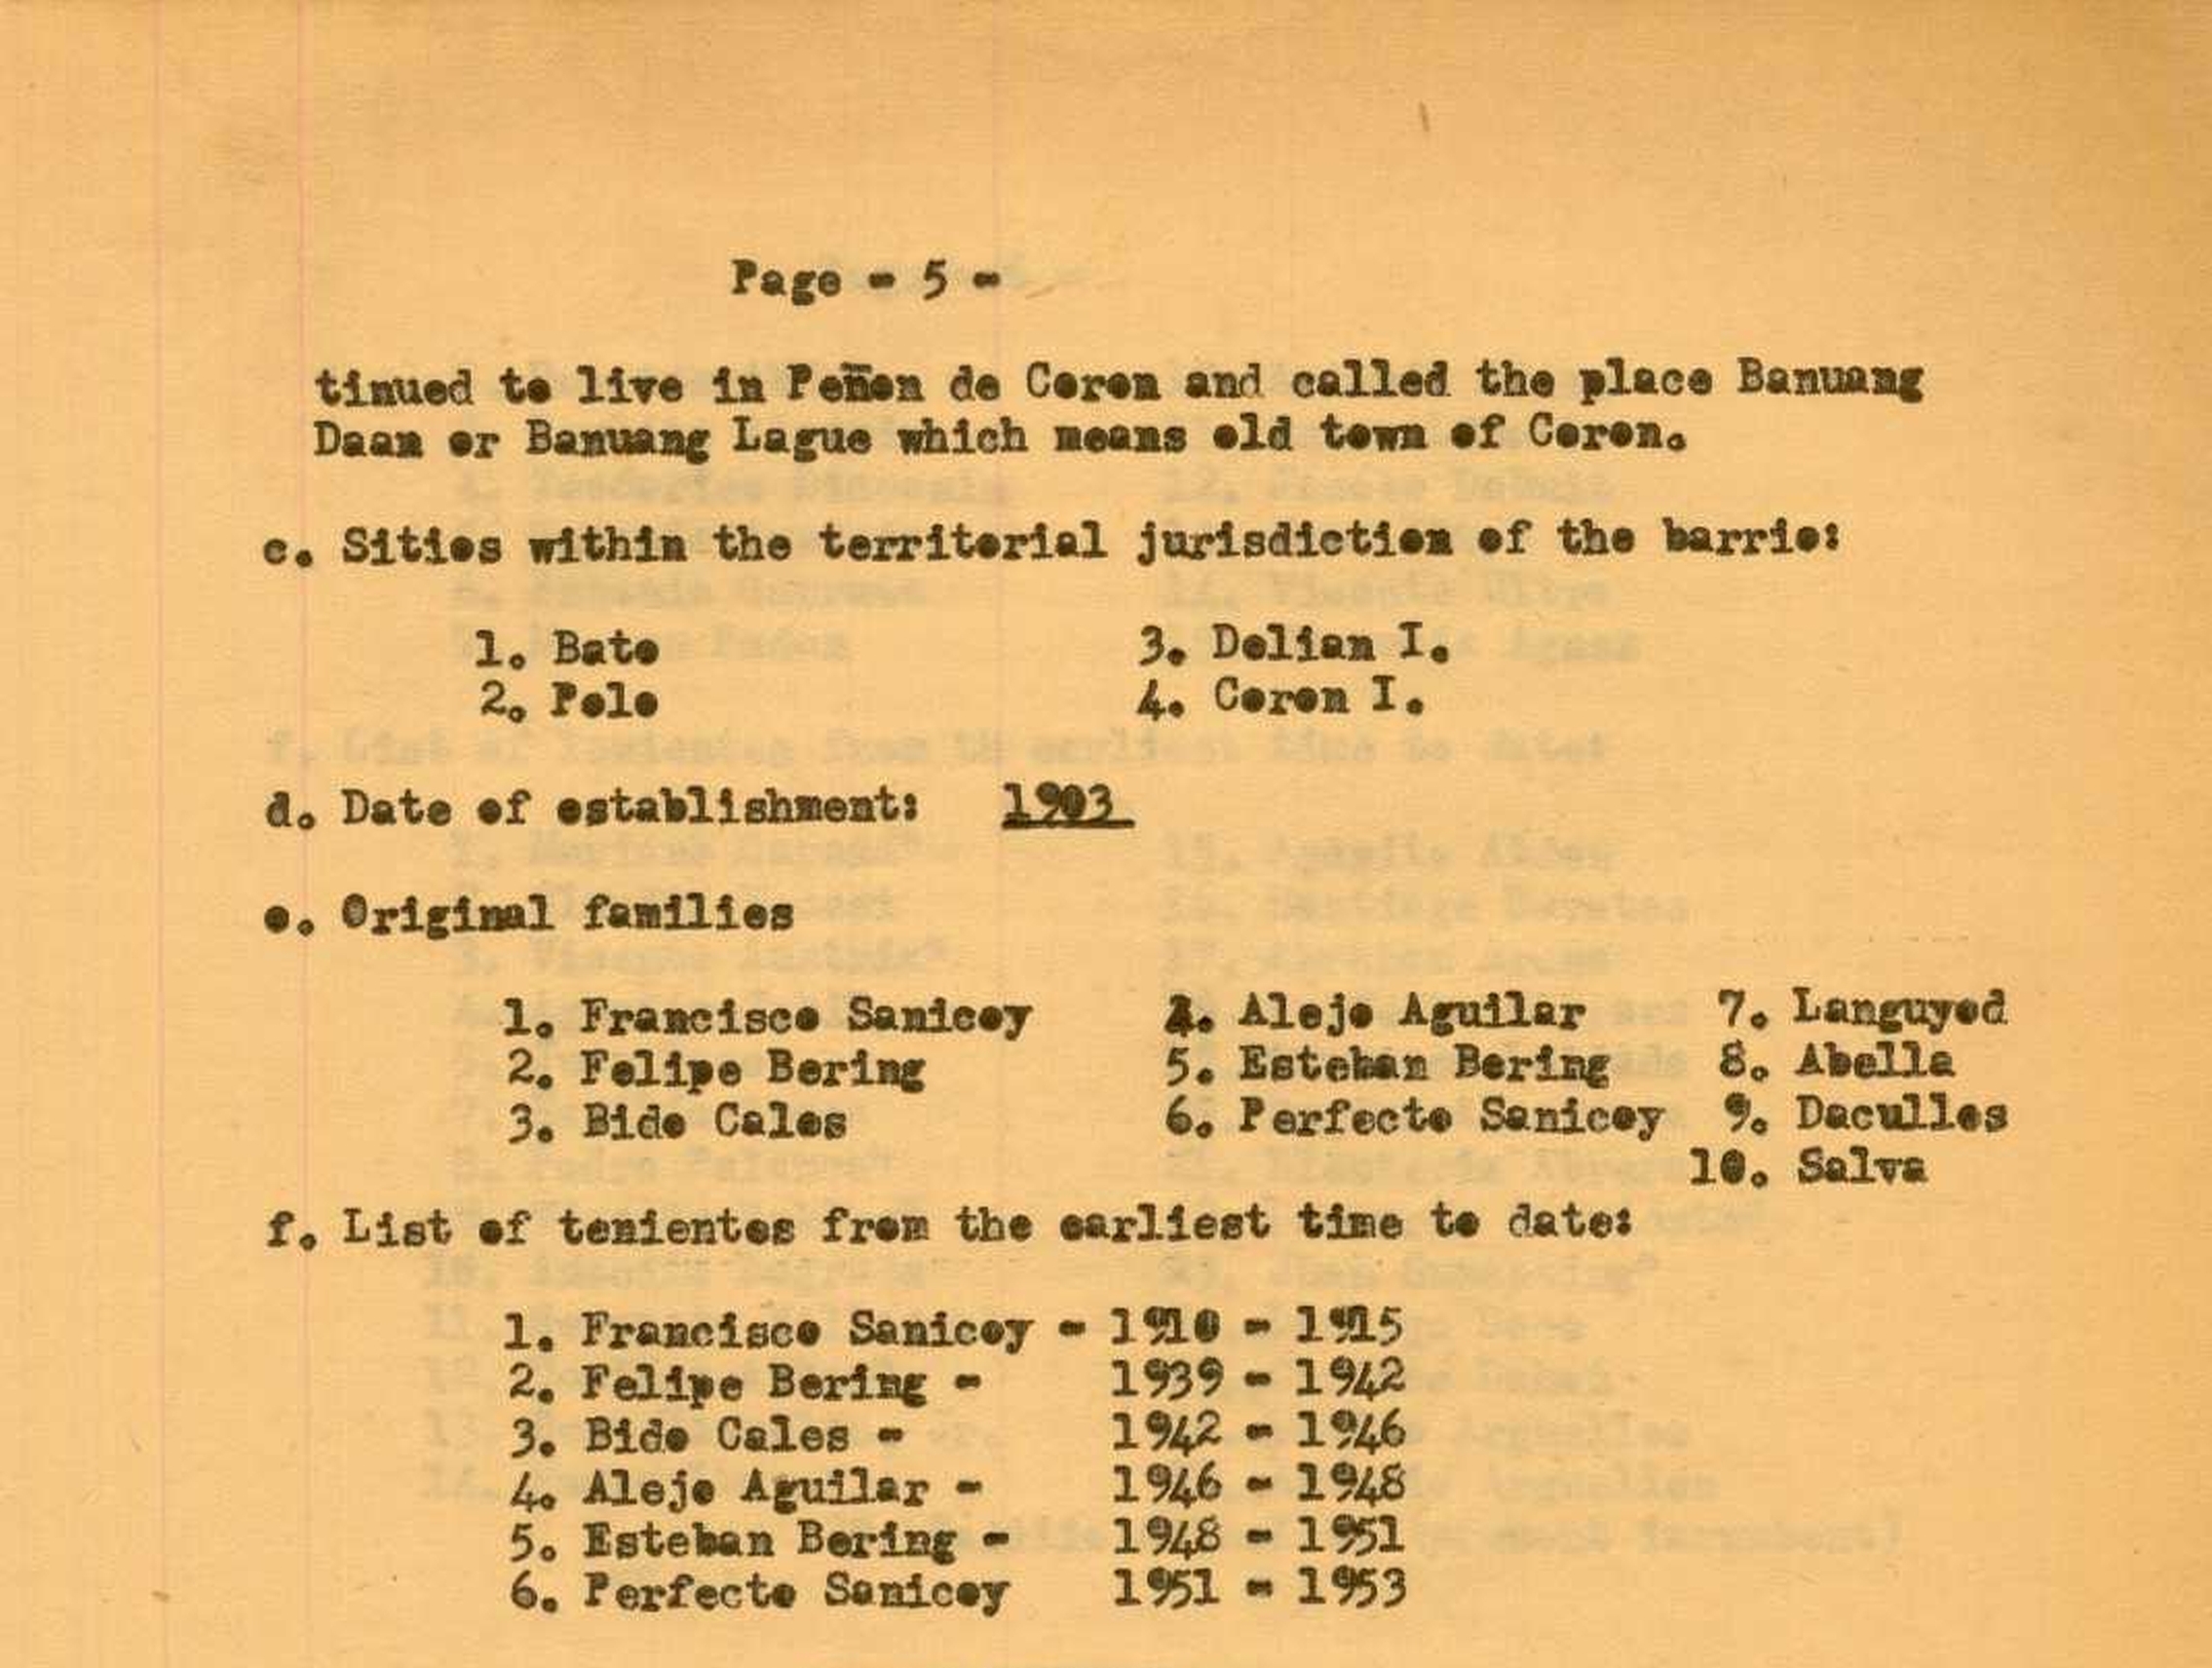 Page - 5 -
tinued to live in Peñon de Coron and called the place Banuang
Daan or Banuang Lague which means old town of Coron.
c. Sitios within the territorial jurisdiction of the barrio:
1. Bato 3. Delian I.
2. Polo 4. Coron I.
d. Date of establishment: 1903
e. Original families
1. Francisco Sanicoy 4. Alejo Aguilar 7. Languyod
2. Felipe Bering 5. Esteban Bering 8. Abella
3. Bido Cales 6. Perfecto Sanicoy 9. Daculles
10. Salva
f. List of tenientes from the earliest time to date:
1. Francisco Sanicoy - 1910 - 1915
2. Felipe Bering - 1939 - 1942
3. Bido Cales - 1942 - 1946
4. Alejo Aguilar - 1946 - 1948
5. Esteban Bering - 1948 - 1951
6. Perfecto Sanicoy 1951 - 1953